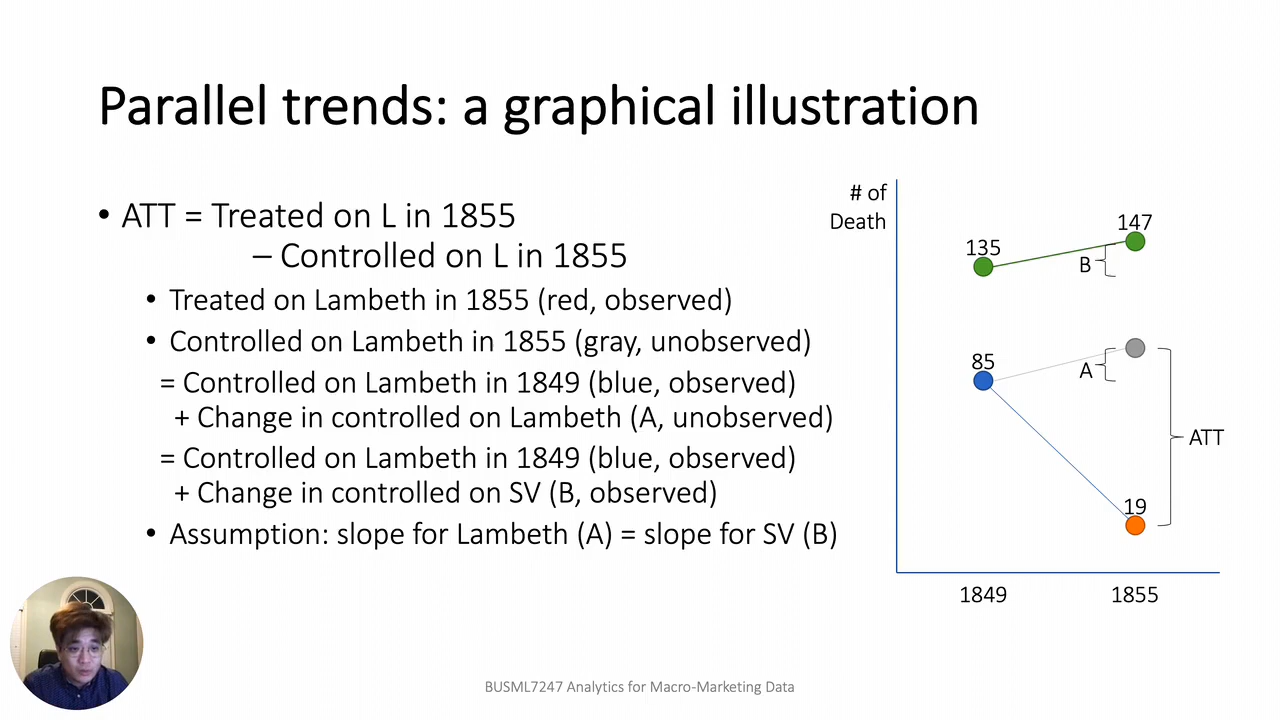 Parallel trends: a graphical illustration
• ATT = Treated on L in 1855
– Controlled on L in 1855
• Treated on Lambeth in 1855 (red, observed)
• Controlled on Lambeth in 1855 (gray, unobserved)
= Controlled on Lambeth in 1849 (blue, observed)
+ Change in controlled on Lambeth (A, unobserved)
= Controlled on Lambeth in 1849 (blue, observed)
+ Change in controlled on SV (B, observed)
• Assumption: slope for Lambeth (A) = slope for SV (B)
# of
Death
135
147
B
85
A
ATT
19
1849
1855
BUSML7247 Analytics for Macro-Marketing Data